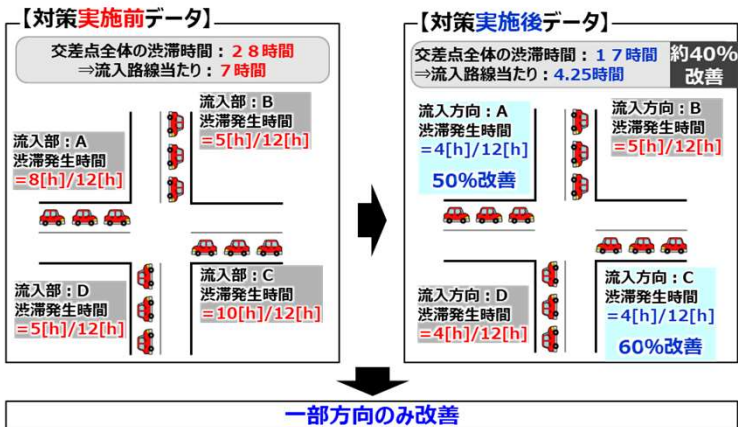 【対策実施前データ】
交差点全体の渋滞時間：28時間
⇒流入路線当たり：7時間
流入部：A
渋滞発生時間
=8[h]/12[h]
流入部：B
渋滞発生時間
=5[h]/12[h]
流入部：D
渋滞発生時間
=5[h]/12[h]
流入部：C
渋滞発生時間
=10[h]/12[h]
【対策実施後データ】
交差点全体の渋滞時間：17時間
⇒流入路線当たり：4.25時間
約40%
改善
流入方向：A
渋滞発生時間
=4[h]/12[h]
50%改善
流入方向：B
渋滞発生時間
=5[h]/12[h]
流入方向：D
渋滞発生時間
=4[h]/12[h]
流入方向：C
渋滞発生時間
=4[h]/12[h]
60%改善
一部方向のみ改善